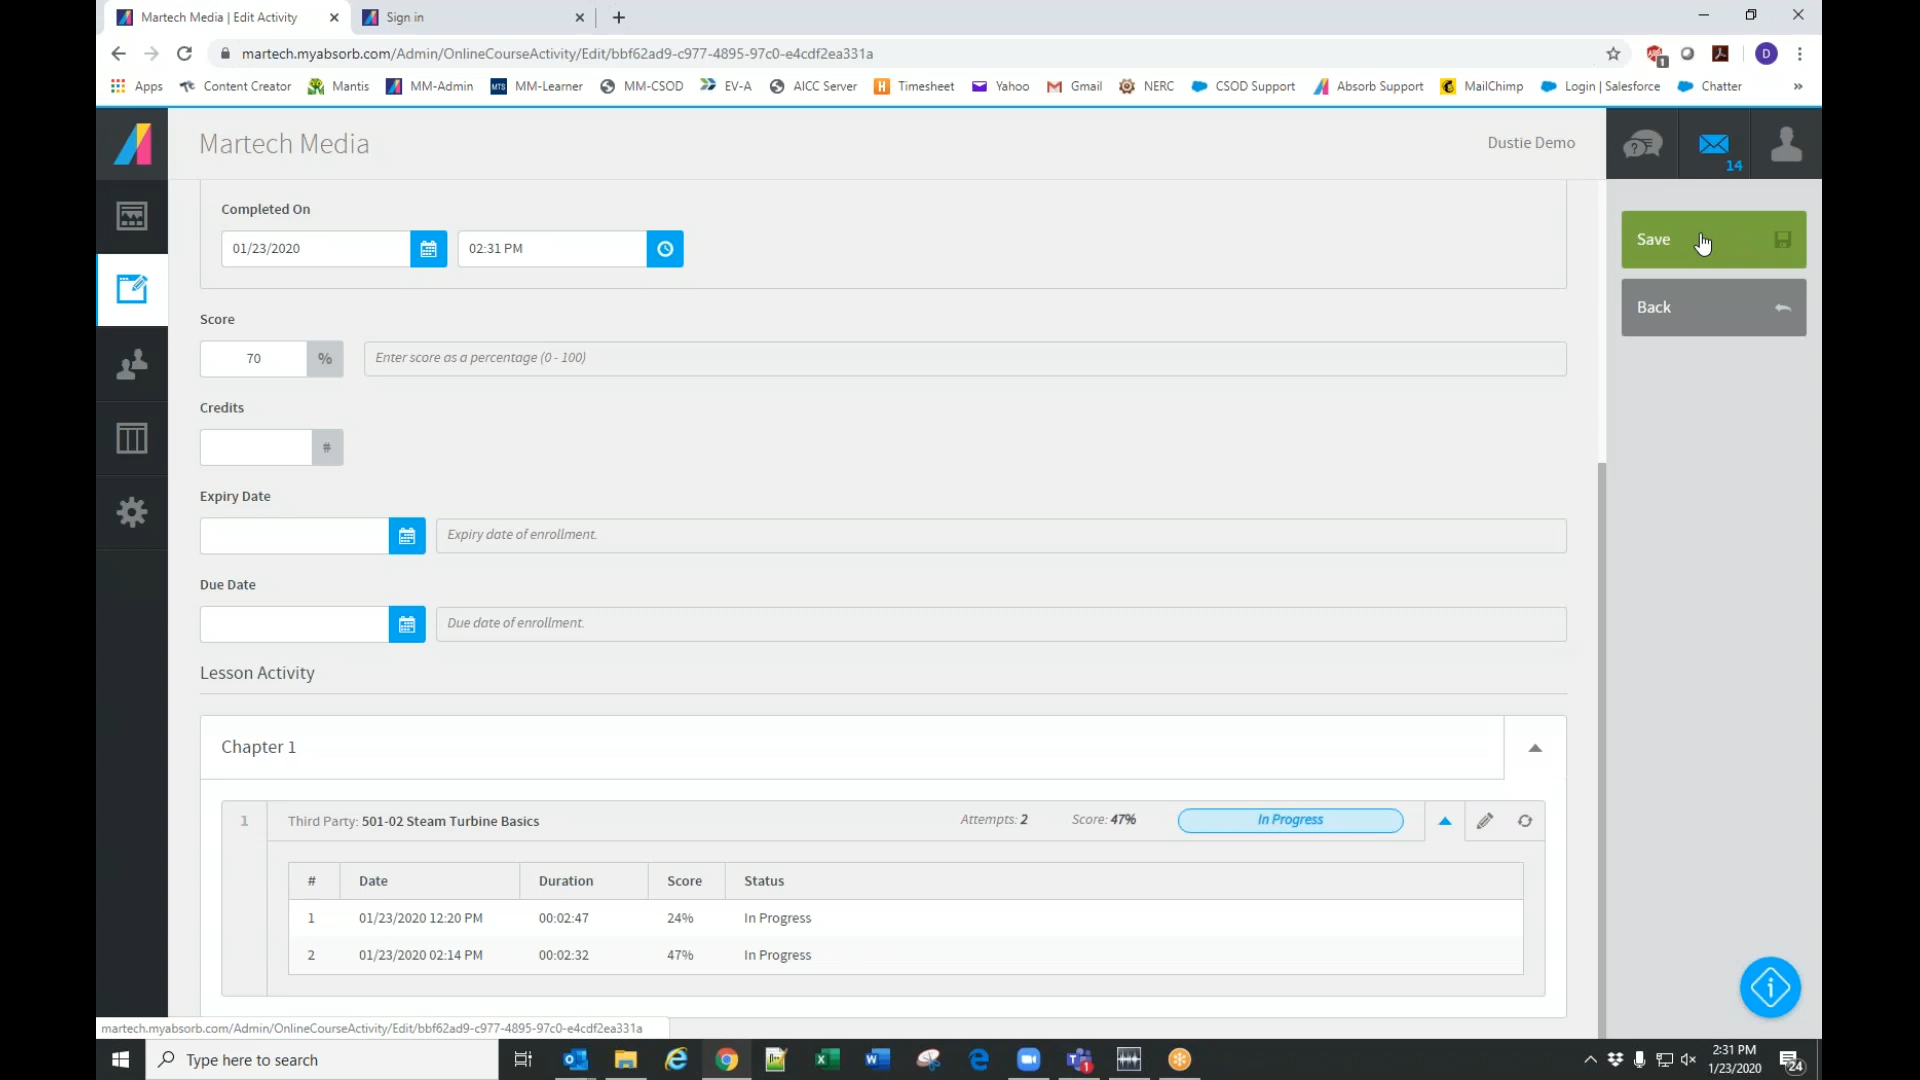 Martech Media | Edit Activity
Sign in
martech.myabsorb.com/Admin/OnlineCourseActivity/Edit/bbf62ad9-c977-4895-97c0-e4cdf2ea331a
1
D
Apps Content Creator Mantis MM-Admin MM-Learner MM-CSOD EV-A AICC Server Timesheet Yahoo Gmail NERC CSOD Support Absorb Support MailChimp Login | Salesforce Chatter »
Martech Media
Dustie Demo
14
Completed On
01/23/2020
02:31 PM
Save
Back
Score
70 %
Enter score as a percentage (0 - 100)
Credits
#
Expiry Date
Expiry date of enrollment.
Due Date
Due date of enrollment.
Lesson Activity
Chapter 1
1 Third Party: 501-02 Steam Turbine Basics Attempts: 2 Score: 47% In Progress
# Date Duration Score Status
1 01/23/2020 12:20 PM 00:02:47 24% In Progress
2 01/23/2020 02:14 PM 00:02:32 47% In Progress
martech.myabsorb.com/Admin/OnlineCourseActivity/Edit/bbf62ad9-c977-4895-97c0-e4cdf2ea331a
Type here to search
2:31 PM
1/23/2020
24